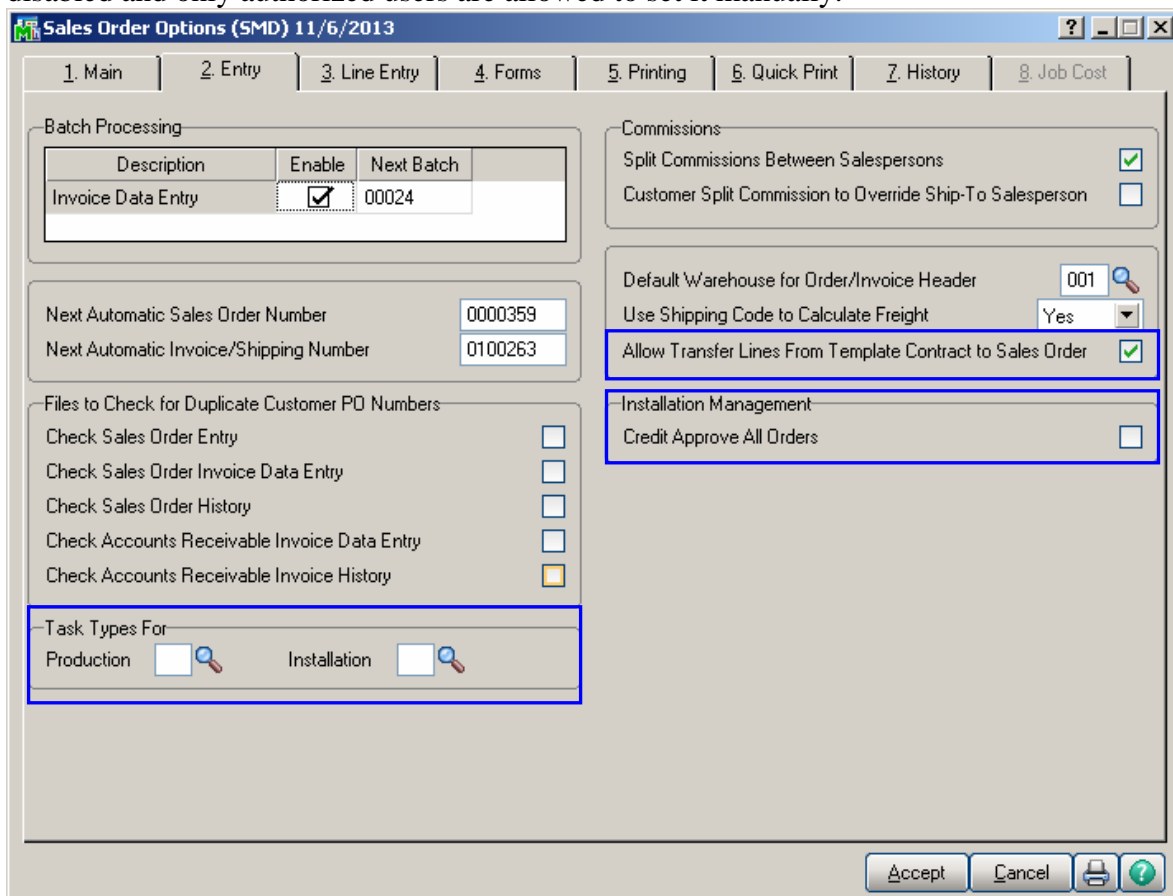 disabled and only authorized users are allowed to set it manually.
Sales Order Options (SMD) 11/6/2013
1. Main
2. Entry
3. Line Entry
4. Forms
5. Printing
6. Quick Print
7. History
8. Job Cost
Batch Processing
Description Enable Next Batch
Invoice Data Entry 00024
Next Automatic Sales Order Number 0000359
Next Automatic Invoice/Shipping Number 0100263
Files to Check for Duplicate Customer PO Numbers
Check Sales Order Entry
Check Sales Order Invoice Data Entry
Check Sales Order History
Check Accounts Receivable Invoice Data Entry
Check Accounts Receivable Invoice History
Task Types For
Production Installation
Commissions
Split Commissions Between Salespersons
Customer Split Commission to Override Ship-To Salesperson
Default Warehouse for Order/Invoice Header 001
Use Shipping Code to Calculate Freight Yes
Allow Transfer Lines From Template Contract to Sales Order
Installation Management
Credit Approve All Orders
Accept Cancel